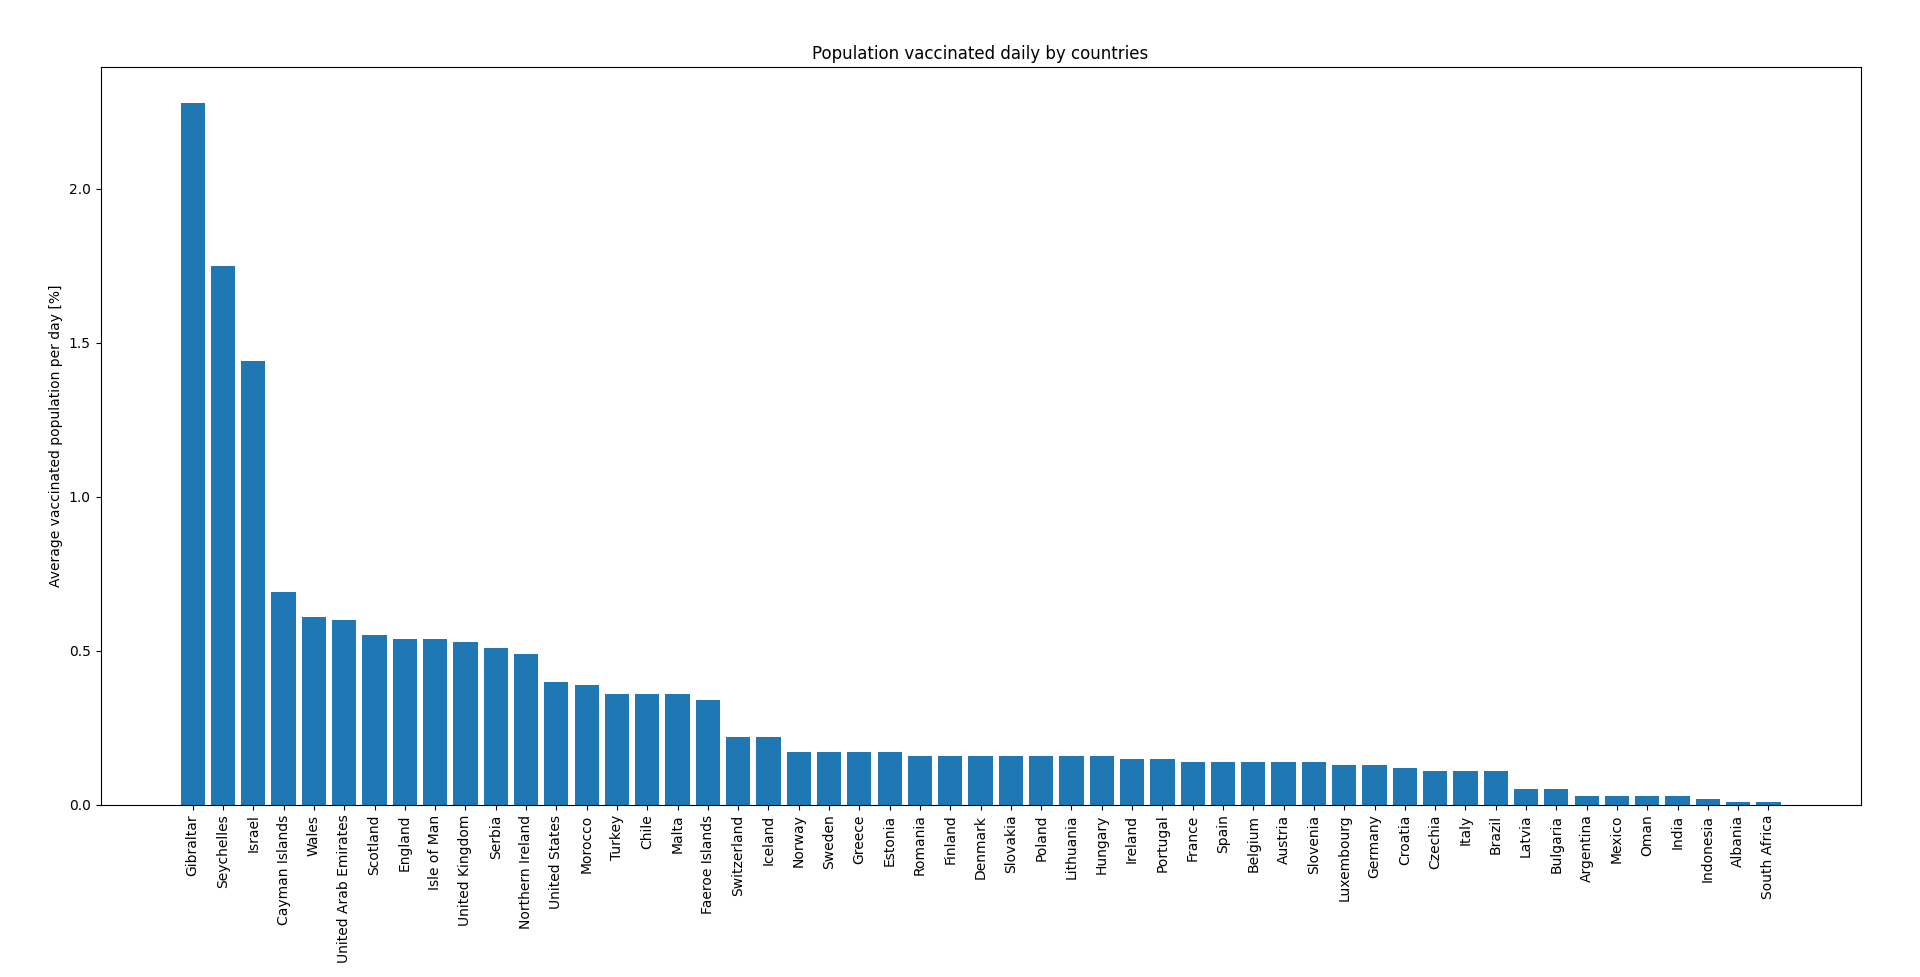 Population vaccinated daily by countries
Average vaccinated population per day [%]
2.0
1.5
1.0
0.5
0.0
Gibraltar
Seychelles
Israel
Cayman Islands
Wales
United Arab Emirates
Scotland
England
Isle of Man
United Kingdom
Serbia
Northern Ireland
United States
Morocco
Turkey
Chile
Malta
Faeroe Islands
Switzerland
Iceland
Norway
Sweden
Greece
Estonia
Romania
Finland
Denmark
Slovakia
Poland
Lithuania
Hungary
Ireland
Portugal
France
Spain
Belgium
Austria
Slovenia
Luxembourg
Germany
Croatia
Czechia
Italy
Brazil
Latvia
Bulgaria
Argentina
Mexico
Oman
India
Indonesia
Albania
South Africa